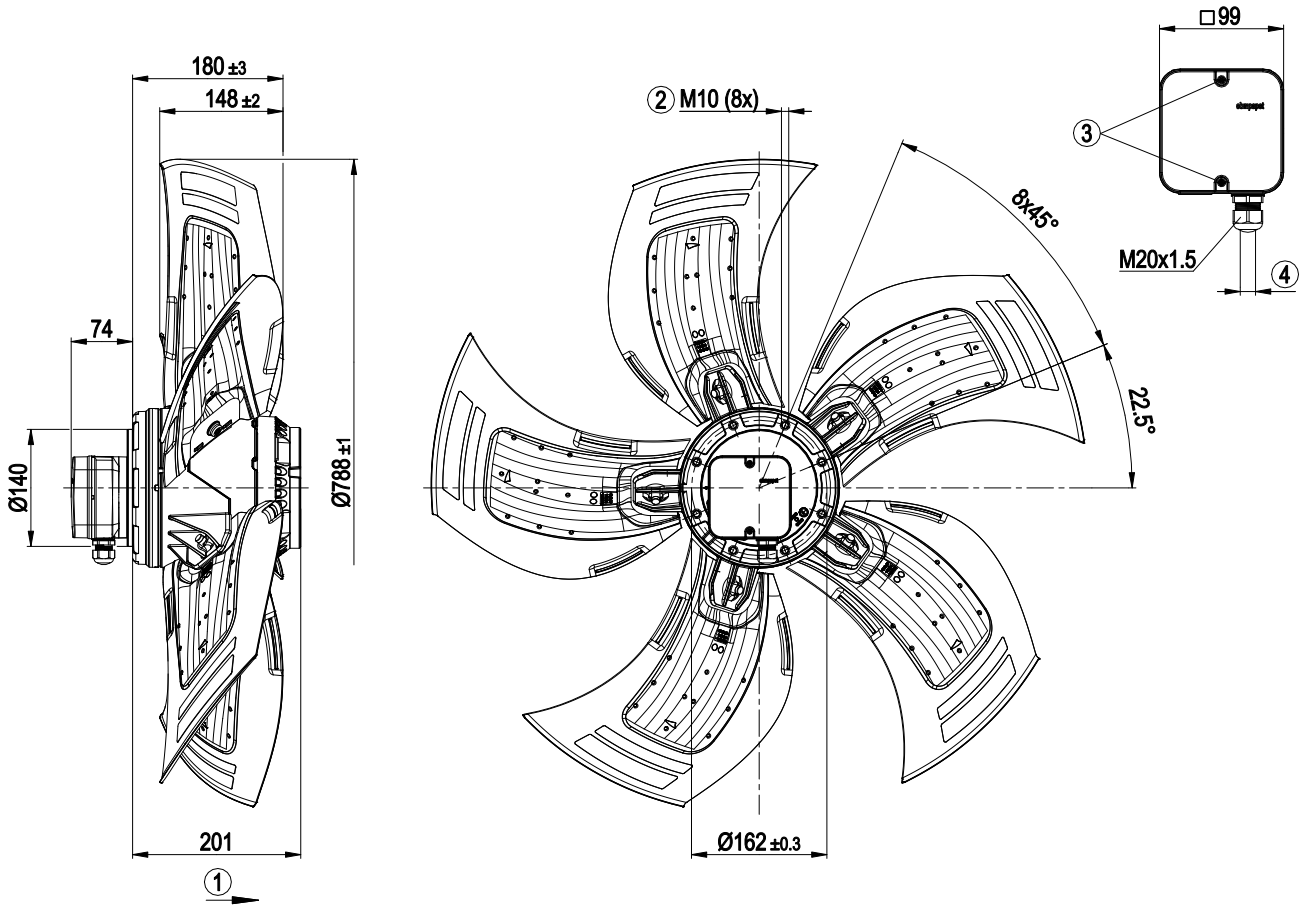 180 ±3
148 ±2
74
Ø140
Ø788 ±1
201
①
② M10 (8x)
8x45°
22.5°
Ø162 ±0.3
□99
③
M20x1.5
④